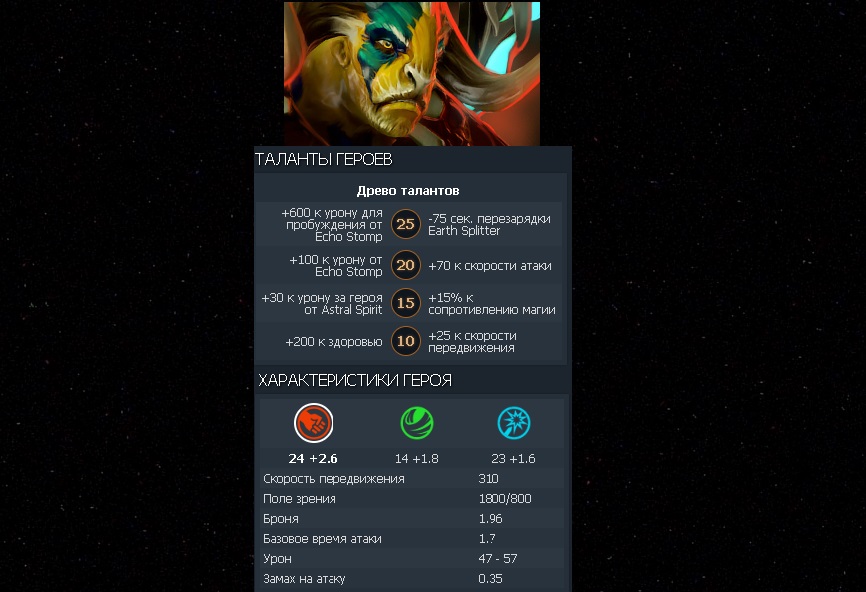 ТАЛАНТЫ ГЕРОЕВ
Древо талантов
+600 к урону для
пробуждения от
Echo Stomp
25
-75 сек. перезарядки
Earth Splitter
+100 к урону от
Echo Stomp
20
+70 к скорости атаки
+30 к урону за героя
от Astral Spirit
15
+15% к
сопротивлению магии
+200 к здоровью
10
+25 к скорости
передвижения
ХАРАКТЕРИСТИКИ ГЕРОЯ
24 +2.6 14 +1.8 23 +1.6
Скорость передвижения 310
Поле зрения 1800/800
Броня 1.96
Базовое время атаки 1.7
Урон 47 - 57
Замах на атаку 0.35